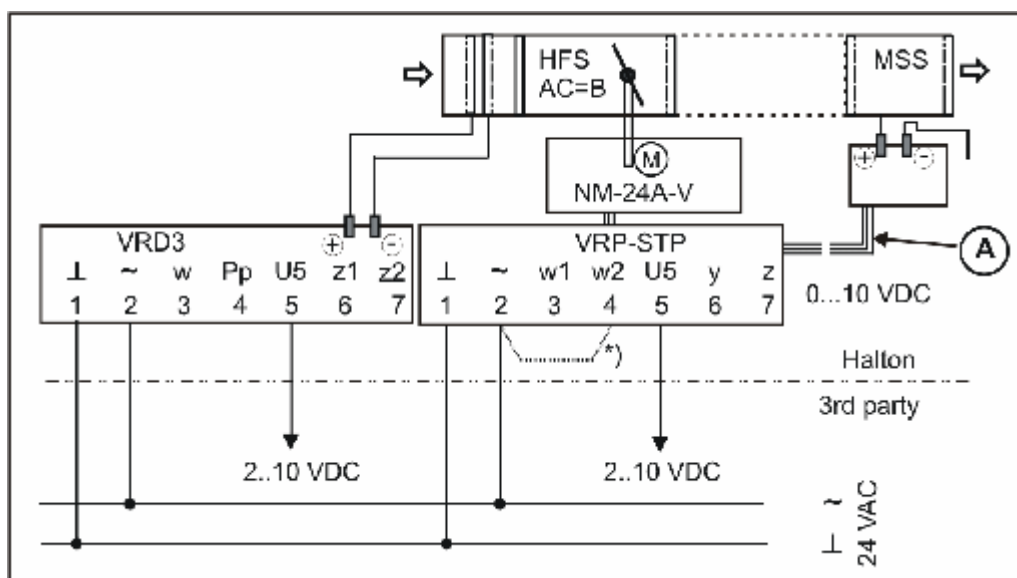 HFS
AC=B
MSS
M
NM-24A-V
+ -
VRD3
+ -
⊥ ~ w Pp U5 z1 z2
1 2 3 4 5 6 7
VRP-STP
⊥ ~ w1 w2 U5 y z
1 2 3 4 5 6 7
A
0...10 VDC
*)
Halton
3rd party
2..10 VDC
2..10 VDC
~
⊥
24 VAC